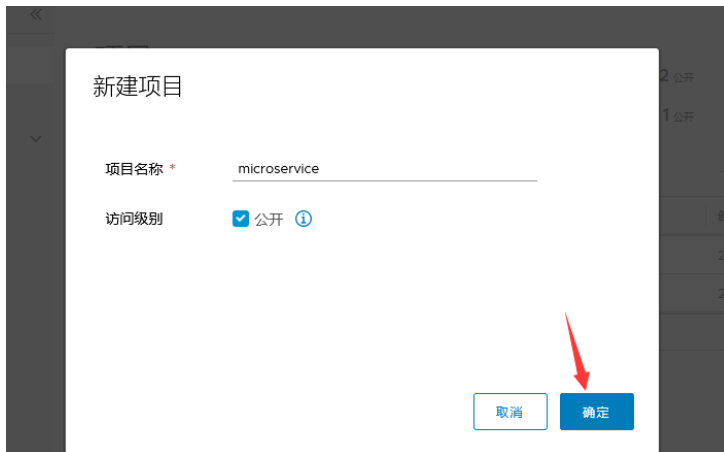 新建项目
2 公开
1 公开
项目名称 * microservice
访问级别 公开
取消 确定